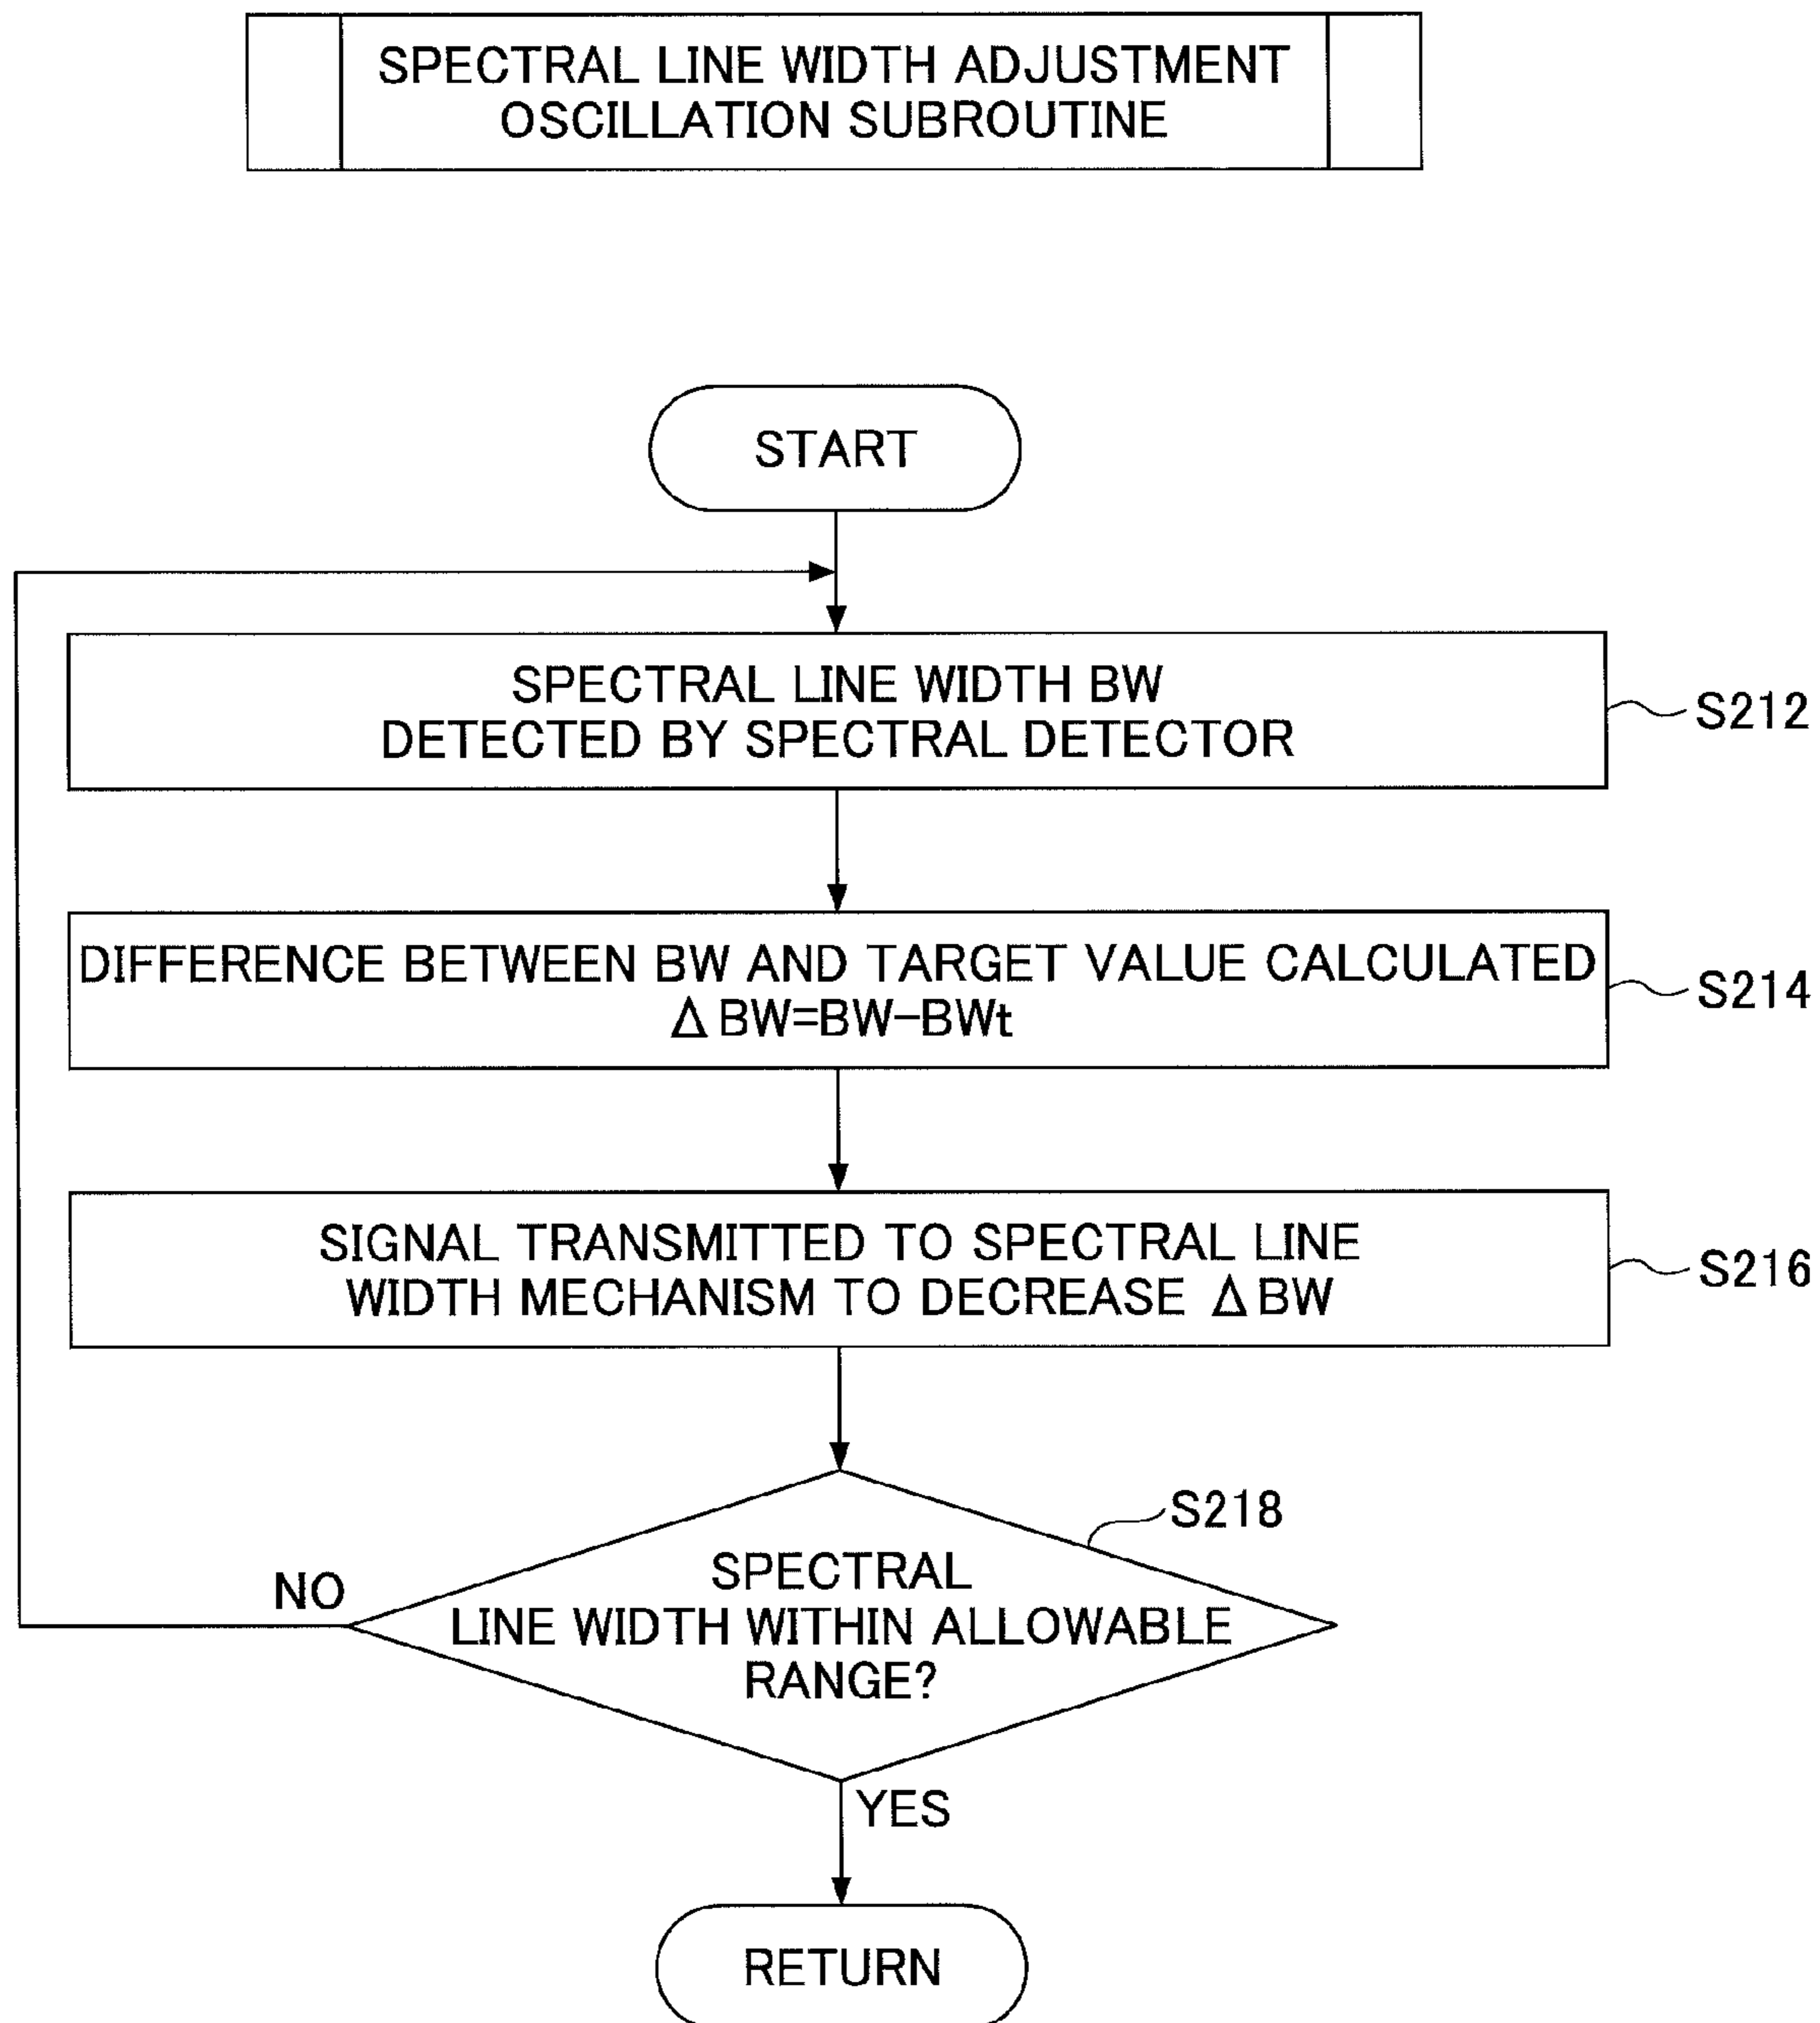 SPECTRAL LINE WIDTH ADJUSTMENT
OSCILLATION SUBROUTINE
START
SPECTRAL LINE WIDTH BW
DETECTED BY SPECTRAL DETECTOR
S212
DIFFERENCE BETWEEN BW AND TARGET VALUE CALCULATED
Δ BW=BW-BWt
S214
SIGNAL TRANSMITTED TO SPECTRAL LINE
WIDTH MECHANISM TO DECREASE Δ BW
S216
S218
SPECTRAL
LINE WIDTH WITHIN ALLOWABLE
RANGE?
NO
YES
RETURN